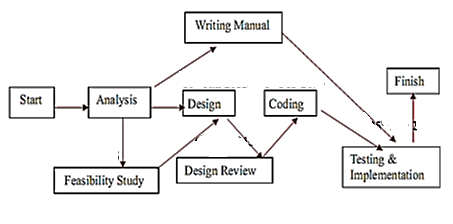 Writing Manual
Finish
Start
Analysis
Design
Coding
Testing &
Implementation
Feasibility Study
Design Review